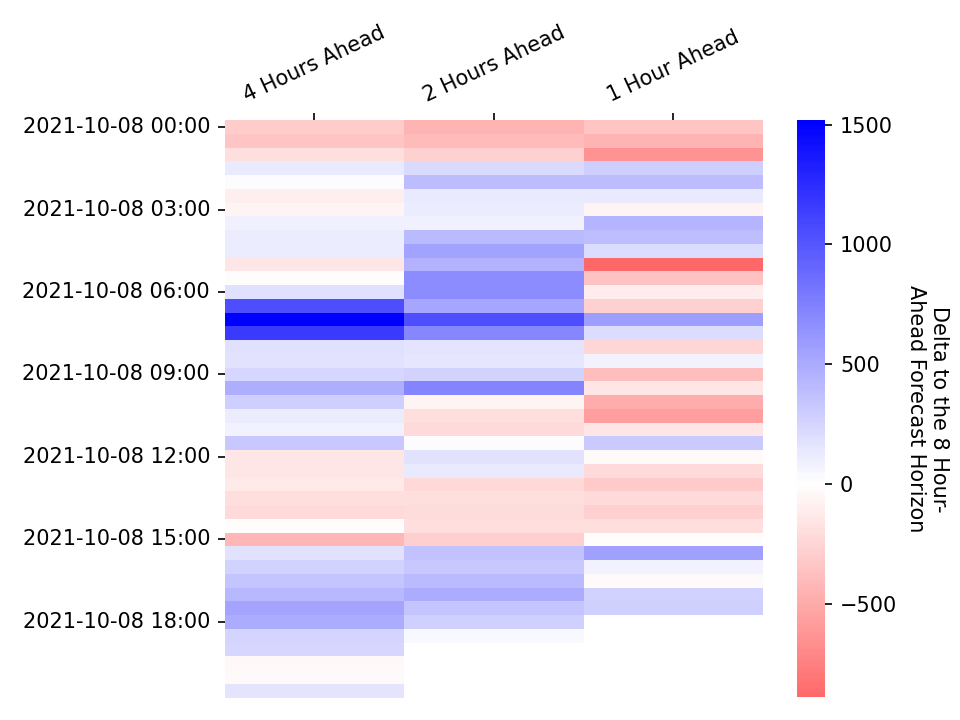 4 Hours Ahead
2 Hours Ahead
1 Hour Ahead
2021-10-08 00:00
2021-10-08 03:00
2021-10-08 06:00
2021-10-08 09:00
2021-10-08 12:00
2021-10-08 15:00
2021-10-08 18:00
1500
1000
500
0
−500
Delta to the 8 Hour-
Ahead Forecast Horizon